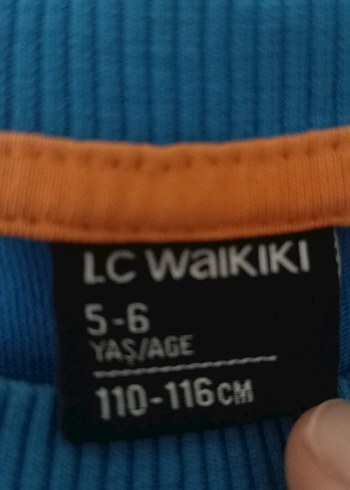 LC WaiKiKi
5-6
YAŞ/AGE
110-116CM